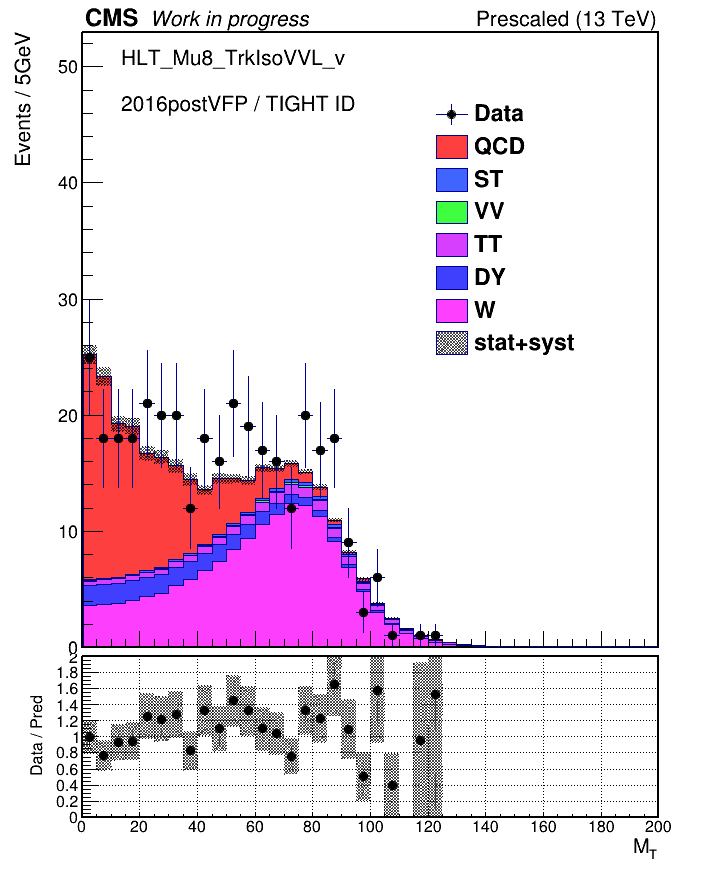 CMS Work in progress Prescaled (13 TeV)
HLT_Mu8_TrkIsoVVL_v
2016postVFP / TIGHT ID
Events / 5GeV
50
40
30
20
10
0
Data
QCD
ST
VV
TT
DY
W
stat+syst
Data / Pred
2
1.8
1.6
1.4
1.2
1
0.8
0.6
0.4
0.2
0
0 20 40 60 80 100 120 140 160 180 200
M_T